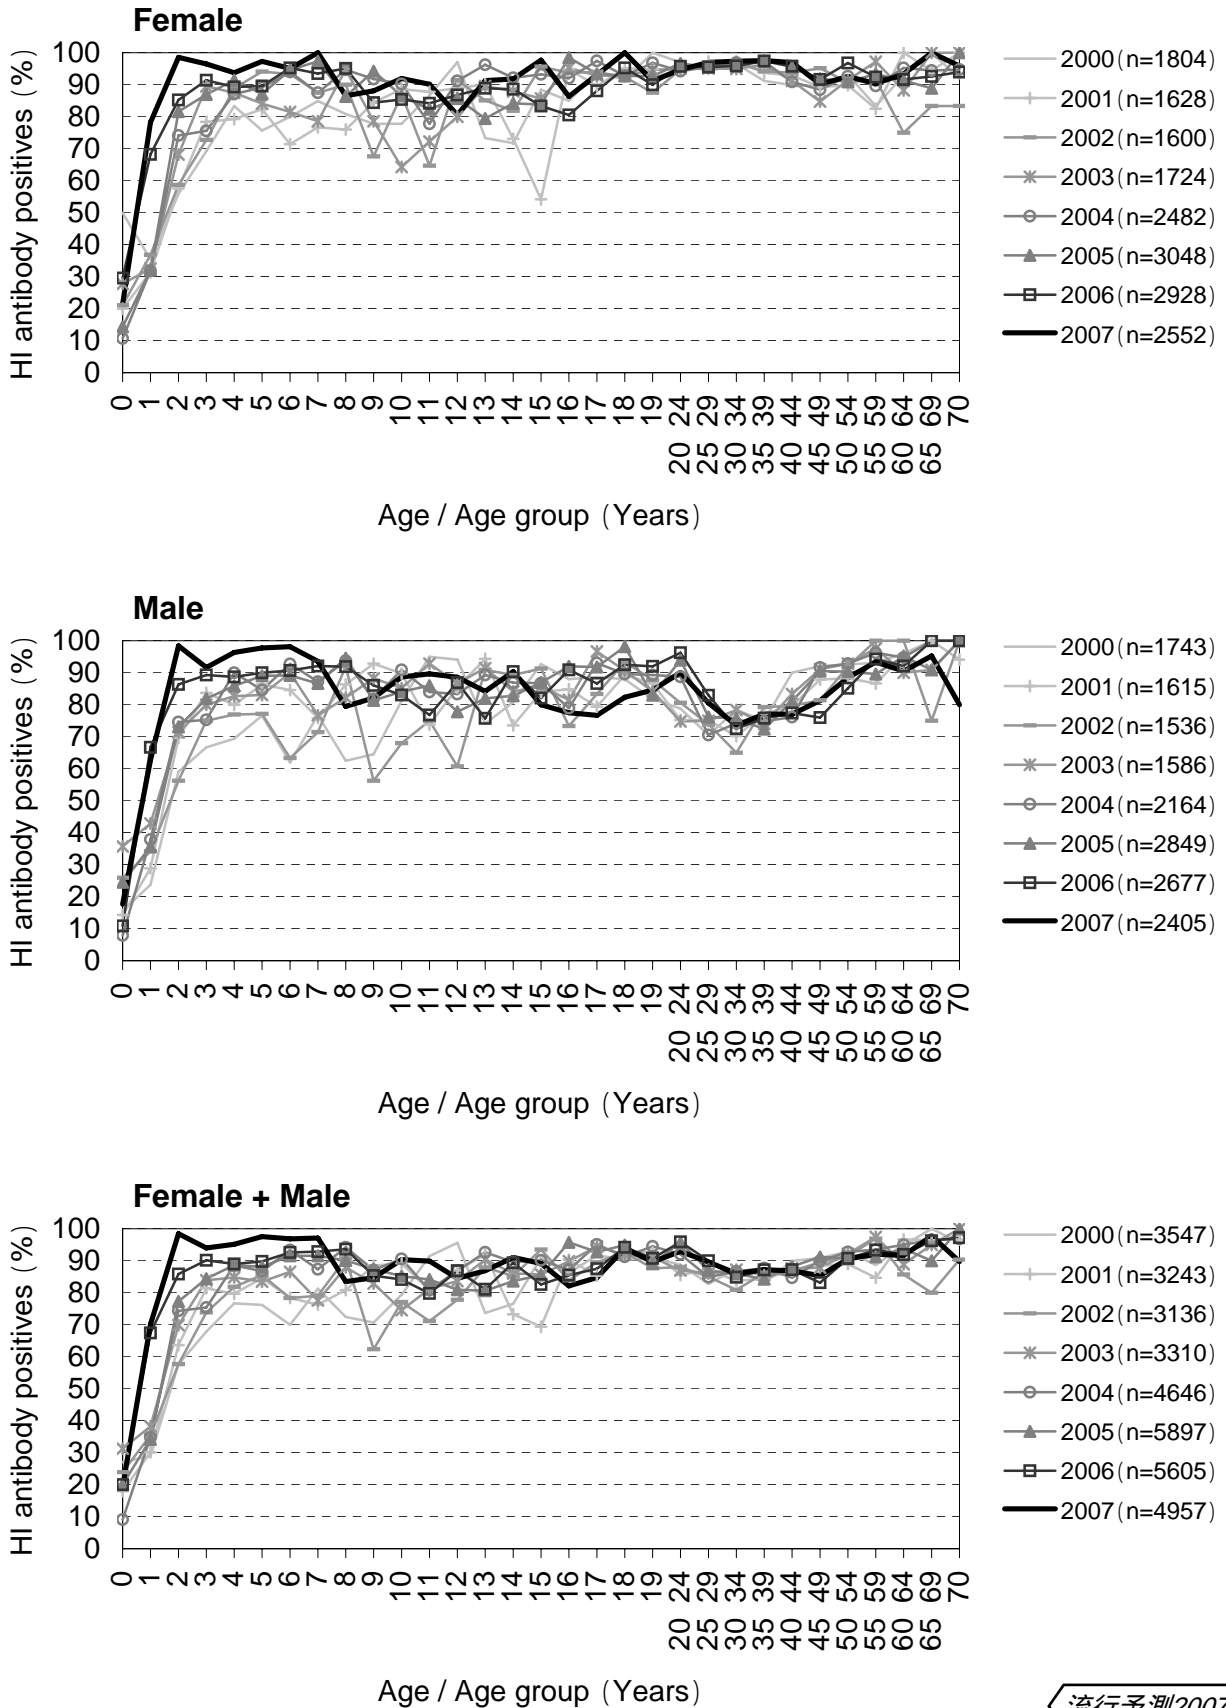 Female
HI antibody positives (%)
100
90
80
70
60
50
40
30
20
10
0
0 1 2 3 4 5 6 7 8 9 10 11 12 13 14 15 16 17 18 19 20 24 25 29 30 34 35 39 40 44 45 49 50 54 55 59 60 64 65 69 70
Age / Age group (Years)
2000(n=1804)
2001(n=1628)
2002(n=1600)
2003(n=1724)
2004(n=2482)
2005(n=3048)
2006(n=2928)
2007(n=2552)
Male
HI antibody positives (%)
100
90
80
70
60
50
40
30
20
10
0
0 1 2 3 4 5 6 7 8 9 10 11 12 13 14 15 16 17 18 19 20 24 25 29 30 34 35 39 40 44 45 49 50 54 55 59 60 64 65 69 70
Age / Age group (Years)
2000(n=1743)
2001(n=1615)
2002(n=1536)
2003(n=1586)
2004(n=2164)
2005(n=2849)
2006(n=2677)
2007(n=2405)
Female + Male
HI antibody positives (%)
100
90
80
70
60
50
40
30
20
10
0
0 1 2 3 4 5 6 7 8 9 10 11 12 13 14 15 16 17 18 19 20 24 25 29 30 34 35 39 40 44 45 49 50 54 55 59 60 64 65 69 70
Age / Age group (Years)
2000(n=3547)
2001(n=3243)
2002(n=3136)
2003(n=3310)
2004(n=4646)
2005(n=5897)
2006(n=5605)
2007(n=4957)
流行予測2007